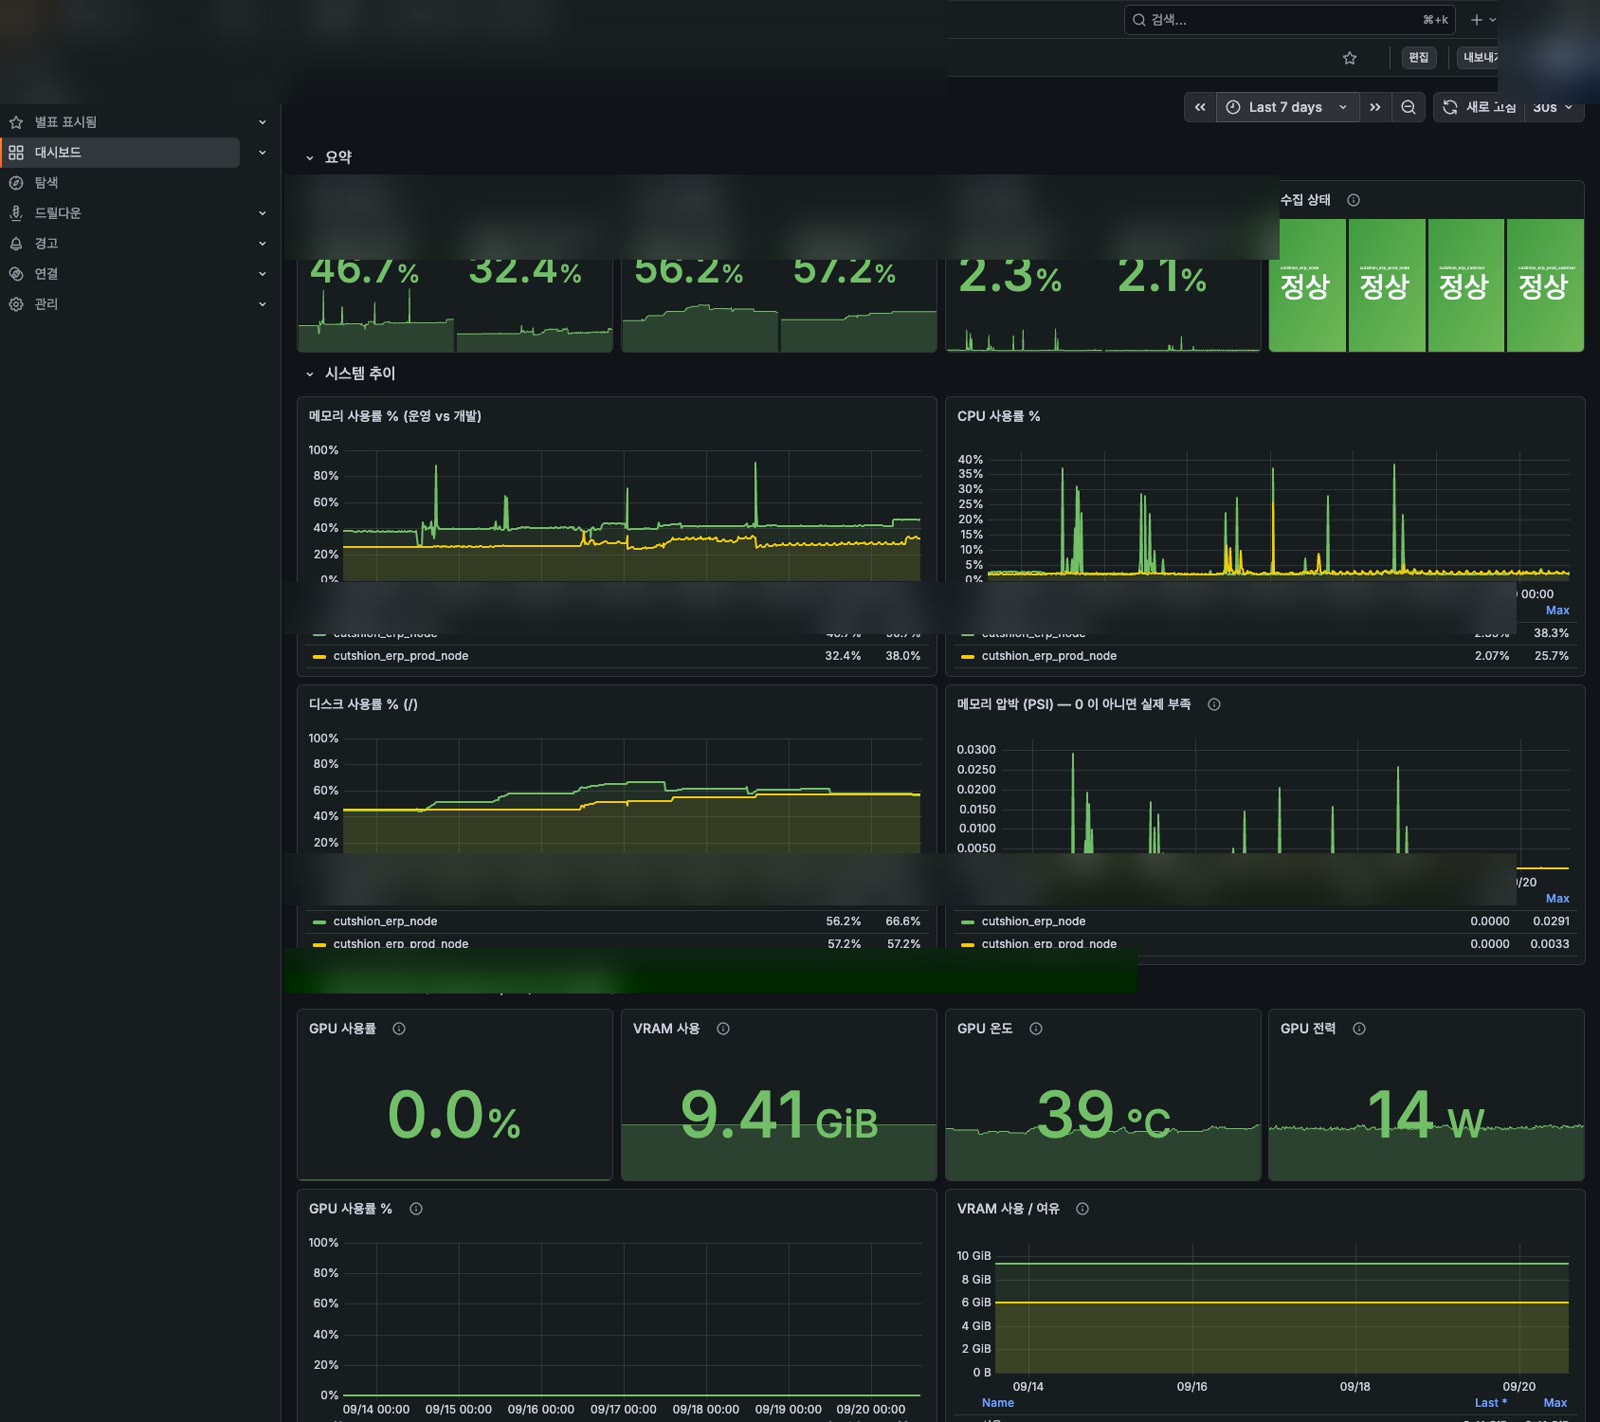 검색...
⌘+k
편집
Last 7 days
새로 고침
30s
별표 표시됨
대시보드
탐색
드릴다운
경고
연결
관리
요약
46.7%
32.4%
56.2%
57.2%
2.3%
2.1%
수집 상태
cutshion_erp_node
정상
cutshion_erp_prod_node
정상
정상
정상
시스템 추이
메모리 사용률 % (운영 vs 개발)
100%
80%
60%
40%
20%
0%
cutshion_erp_node
cutshion_erp_prod_node 32.4% 38.0%
CPU 사용률 %
40%
35%
30%
25%
20%
15%
10%
5%
0%
00:00
Max
cutshion_erp_node 38.3%
cutshion_erp_prod_node 2.07% 25.7%
디스크 사용률 % (/)
100%
80%
60%
40%
20%
cutshion_erp_node 56.2% 66.6%
cutshion_erp_prod_node 57.2% 57.2%
메모리 압박 (PSI) — 0 이 아니면 실제 부족
0.0300
0.0250
0.0200
0.0150
0.0100
0.0050
/20
Max
cutshion_erp_node 0.0000 0.0291
cutshion_erp_prod_node 0.0000 0.0033
GPU 사용률
0.0%
VRAM 사용
9.41 GiB
GPU 온도
39 °C
GPU 전력
14 W
GPU 사용률 %
100%
80%
60%
40%
20%
0%
09/14 00:00 09/15 00:00 09/16 00:00 09/17 00:00 09/18 00:00 09/19 00:00 09/20 00:00
VRAM 사용 / 여유
10 GiB
8 GiB
6 GiB
4 GiB
2 GiB
0 B
09/14 09/16 09/18 09/20
Name Last * Max